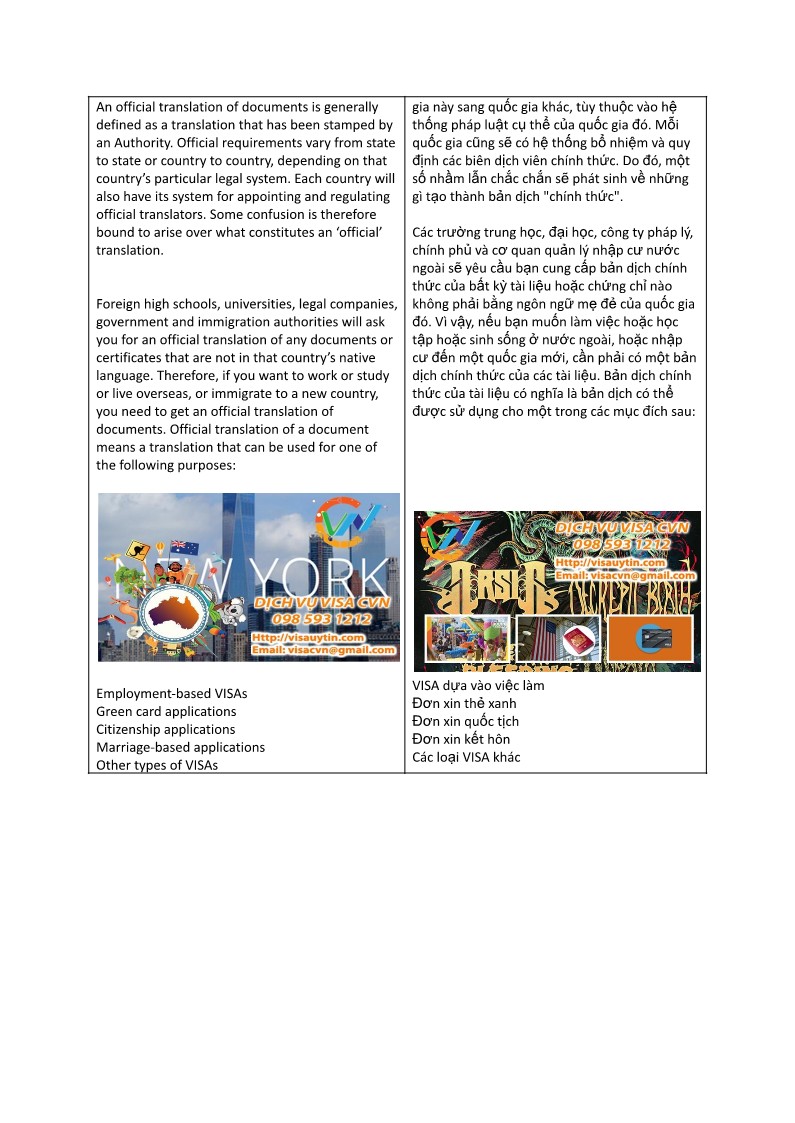 An official translation of documents is generally
defined as a translation that has been stamped by
an Authority. Official requirements vary from state
to state or country to country, depending on that
country’s particular legal system. Each country will
also have its system for appointing and regulating
official translators. Some confusion is therefore
bound to arise over what constitutes an ‘official’
translation.
Foreign high schools, universities, legal companies,
government and immigration authorities will ask
you for an official translation of any documents or
certificates that are not in that country’s native
language. Therefore, if you want to work or study
or live overseas, or immigrate to a new country,
you need to get an official translation of
documents. Official translation of a document
means a translation that can be used for one of
the following purposes:
CVN
NEW YORK
DỊCH VỤ VISA CVN
098 593 1212
Http://visauytin.com
Email: visacvn@gmail.com
Employment-based VISAs
Green card applications
Citizenship applications
Marriage-based applications
Other types of VISAs
gia này sang quốc gia khác, tùy thuộc vào hệ
thống pháp luật cụ thể của quốc gia đó. Mỗi
quốc gia cũng sẽ có hệ thống bổ nhiệm và quy
định các biên dịch viên chính thức. Do đó, một
số nhầm lẫn chắc chắn sẽ phát sinh về những
gì tạo thành bản dịch "chính thức".
Các trường trung học, đại học, công ty pháp lý,
chính phủ và cơ quan quản lý nhập cư nước
ngoài sẽ yêu cầu bạn cung cấp bản dịch chính
thức của bất kỳ tài liệu hoặc chứng chỉ nào
không phải bằng ngôn ngữ mẹ đẻ của quốc gia
đó. Vì vậy, nếu bạn muốn làm việc hoặc học
tập hoặc sinh sống ở nước ngoài, hoặc nhập
cư đến một quốc gia mới, cần phải có một bản
dịch chính thức của các tài liệu. Bản dịch chính
thức của tài liệu có nghĩa là bản dịch có thể
được sử dụng cho một trong các mục đích sau:
CVN
DỊCH VỤ VISA CVN
098 593 1212
Http://visauytin.com
Email: visacvn@gmail.com
ARSIS
DECREPIT BIRTH
VISA dựa vào việc làm
Đơn xin thẻ xanh
Đơn xin quốc tịch
Đơn xin kết hôn
Các loại VISA khác